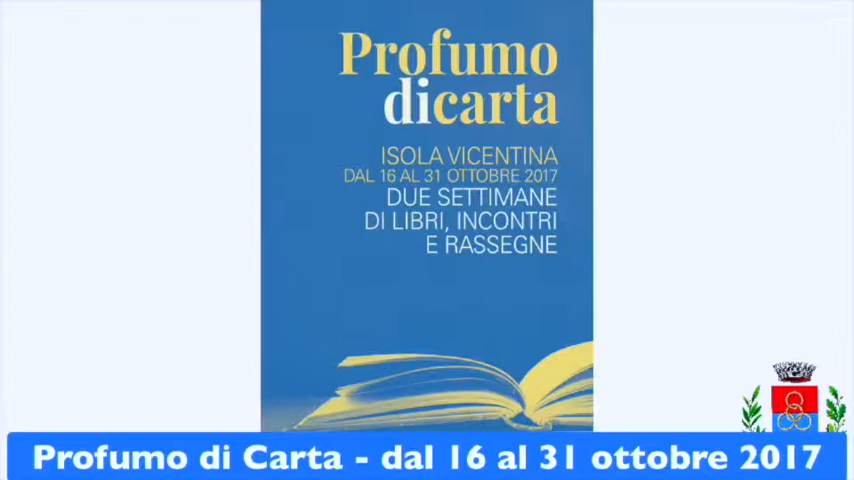 Profumo
dicarta
ISOLA VICENTINA
DAL 16 AL 31 OTTOBRE 2017
DUE SETTIMANE
DI LIBRI, INCONTRI
E RASSEGNE
Profumo di Carta - dal 16 al 31 ottobre 2017